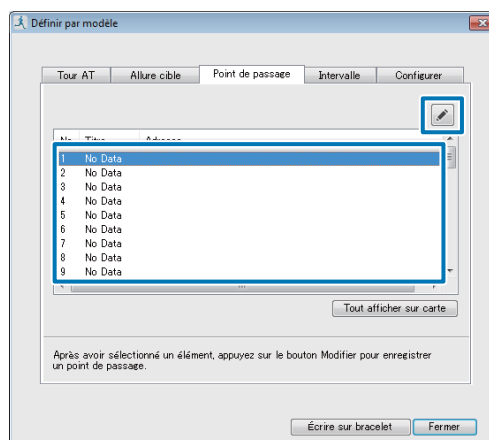 Définir par modèle
Tour AT Allure cible Point de passage Intervalle Configurer
No Titre Adresse
1 No Data
2 No Data
3 No Data
4 No Data
5 No Data
6 No Data
7 No Data
8 No Data
9 No Data
Tout afficher sur carte
Après avoir sélectionné un élément, appuyez sur le bouton Modifier pour enregistrer
un point de passage.
Écrire sur bracelet Fermer